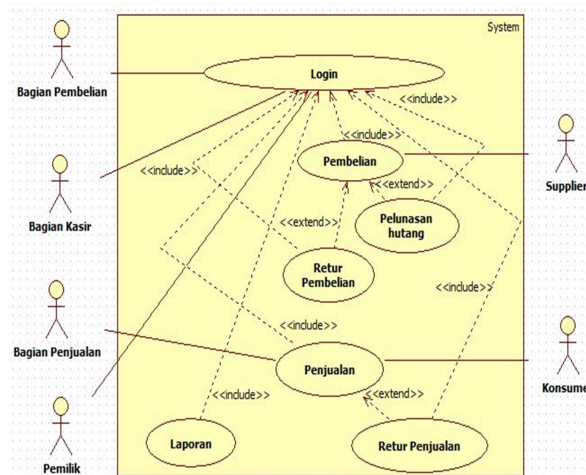 System
Login
Bagian Pembelian
<<include>>
<<include>>
Pembelian
Supplier
<<include>>
<<extend>>
Bagian Kasir
Pelunasan
hutang
<<extend>>
Retur
Pembelian
<<include>>
<<include>>
Bagian Penjualan
Penjualan
Konsume
<<include>>
<<extend>>
Laporan
Retur Penjualan
Pemilik